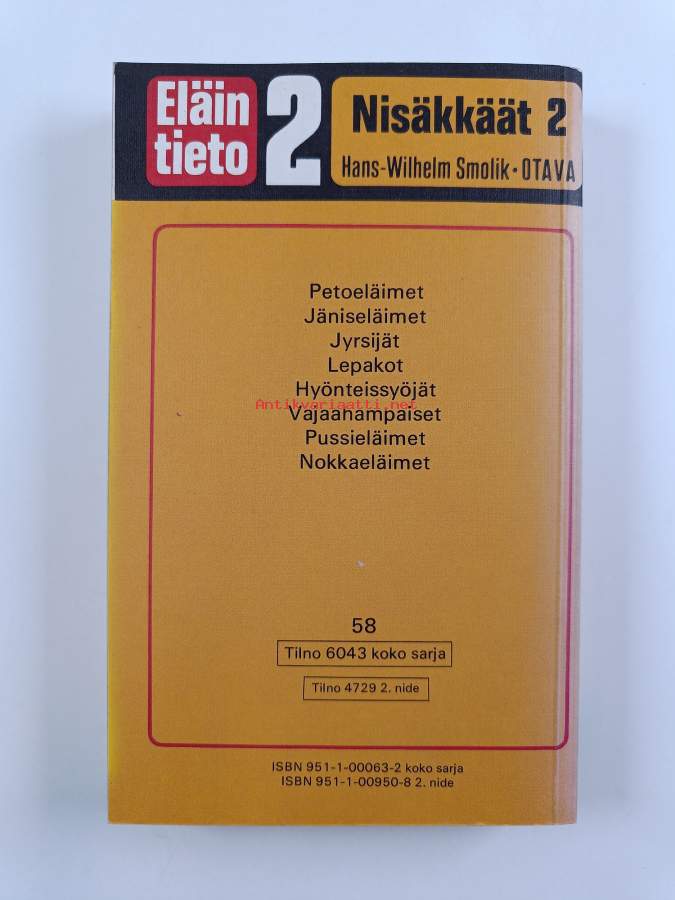 Eläin
tieto
2
Nisäkkäät 2
Hans-Wilhelm Smolik • OTAVA
Petoeläimet
Jäniseläimet
Jyrsijät
Lepakot
Hyönteissyöjät
Antikvariaatti.net
Vajaahampaiset
Pussieläimet
Nokkaeläimet
58
Tilno 6043 koko sarja
Tilno 4729 2. nide
ISBN 951-1-00063-2 koko sarja
ISBN 951-1-00950-8 2. nide